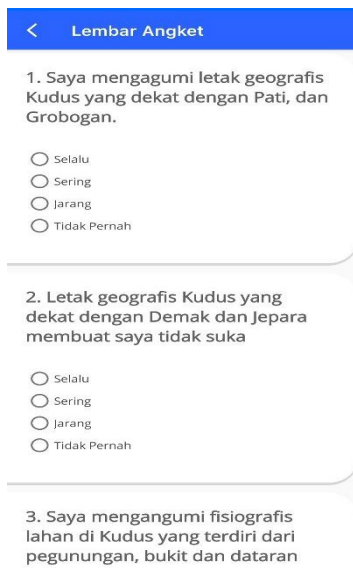 Lembar Angket
1. Saya mengagumi letak geografis
Kudus yang dekat dengan Pati, dan
Grobogan.
Selalu
Sering
Jarang
Tidak Pernah
2. Letak geografis Kudus yang
dekat dengan Demak dan Jepara
membuat saya tidak suka
Selalu
Sering
Jarang
Tidak Pernah
3. Saya mengangumi fisiografis
lahan di Kudus yang terdiri dari
pegunungan, bukit dan dataran